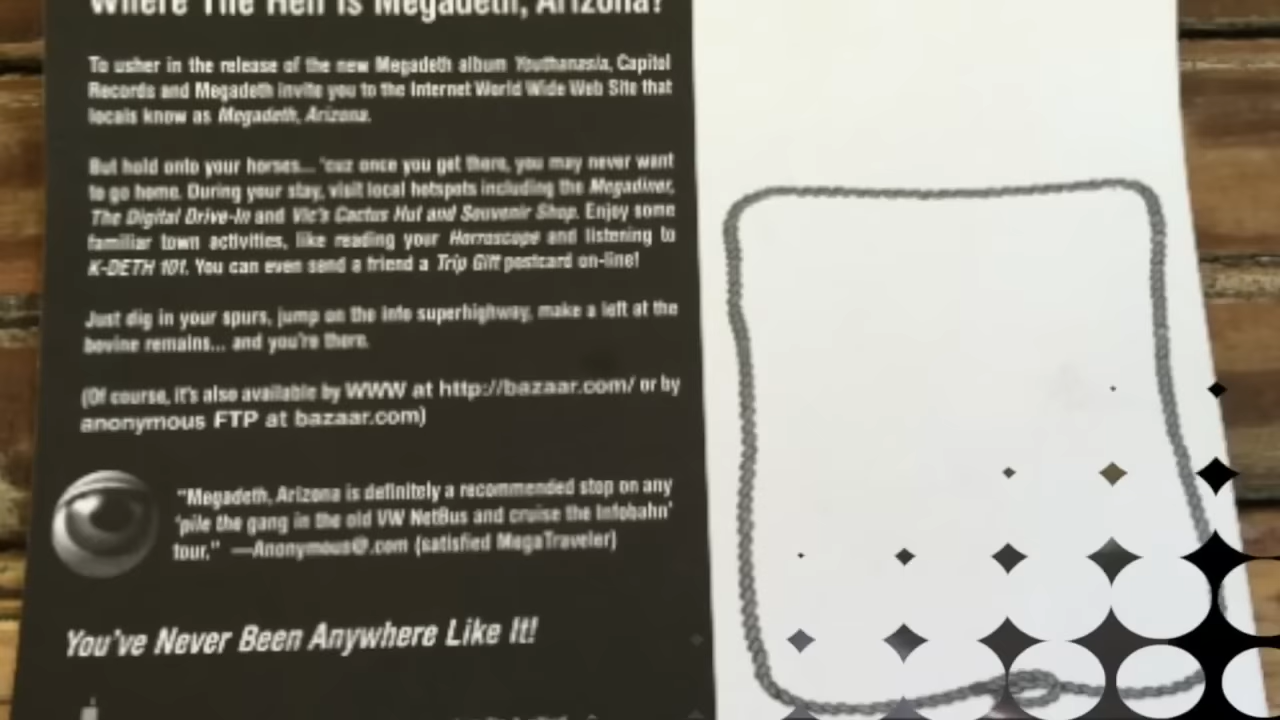 Where The Hell Is Megadeth, Arizona?
To usher in the release of the new Megadeth album Youthanasia, Capitol
Records and Megadeth invite you to the Internet World Wide Web Site that
locals know as Megadeth, Arizona.
But hold onto your horses... 'cuz once you get there, you may never want
to go home. During your stay, visit local hotspots including the Megadiner,
The Digital Drive-In and Vic's Cactus Hut and Souvenir Shop. Enjoy some
familiar town activities, like reading your Horrorscope and listening to
K-DETH 101. You can even send a friend a Trip Gift postcard on-line!
Just dig in your spurs, jump on the info superhighway, make a left at the
bovine remains... and you're there.
(Of course, it's also available by WWW at http://bazaar.com/ or by
anonymous FTP at bazaar.com)
"Megadeth, Arizona is definitely a recommended stop on any
'pile the gang in the old VW NetBus and cruise the Infobahn'
tour." —Anonymous@.com (satisfied MegaTraveler)
You've Never Been Anywhere Like It!